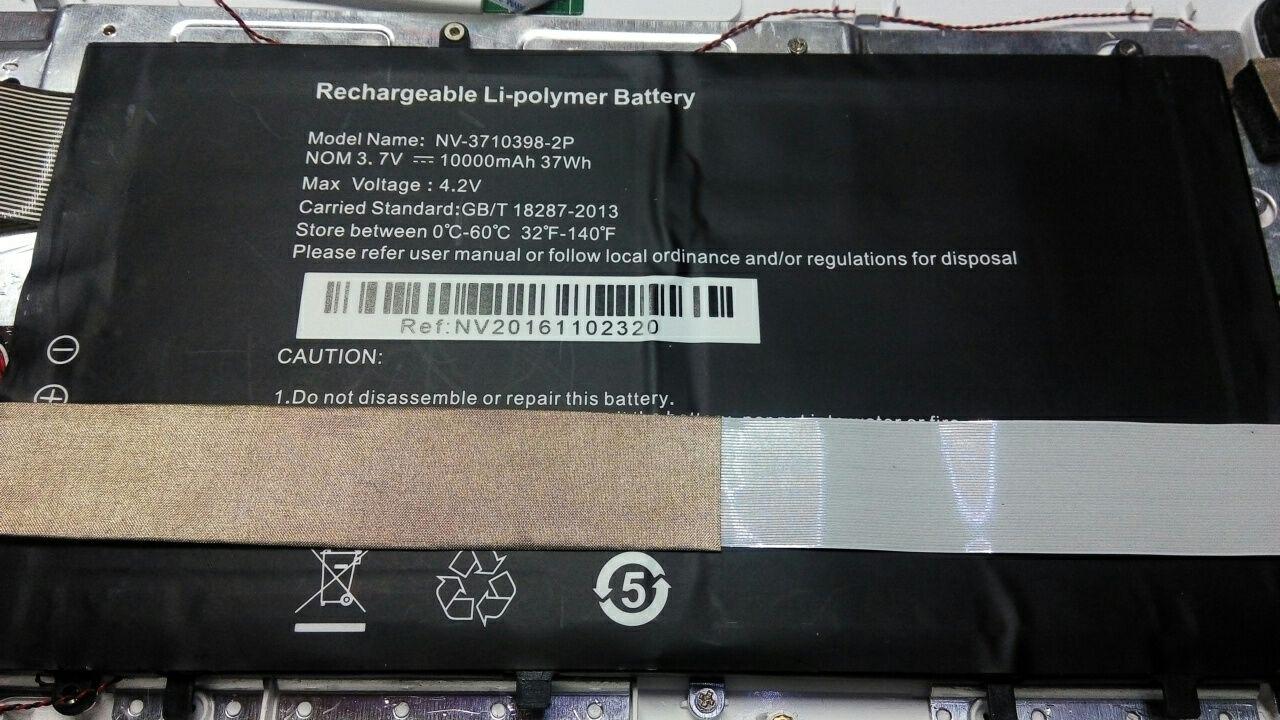 Rechargeable Li-polymer Battery
Model Name: NV-3710398-2P
NOM 3. 7V ⎓ 10000mAh 37Wh
Max Voltage : 4.2V
Carried Standard:GB/T 18287-2013
Store between 0℃-60℃ 32℉-140℉
Please refer user manual or follow local ordinance and/or regulations for disposal
Ref:NV20161102320
CAUTION:
1.Do not disassemble or repair this battery.
5